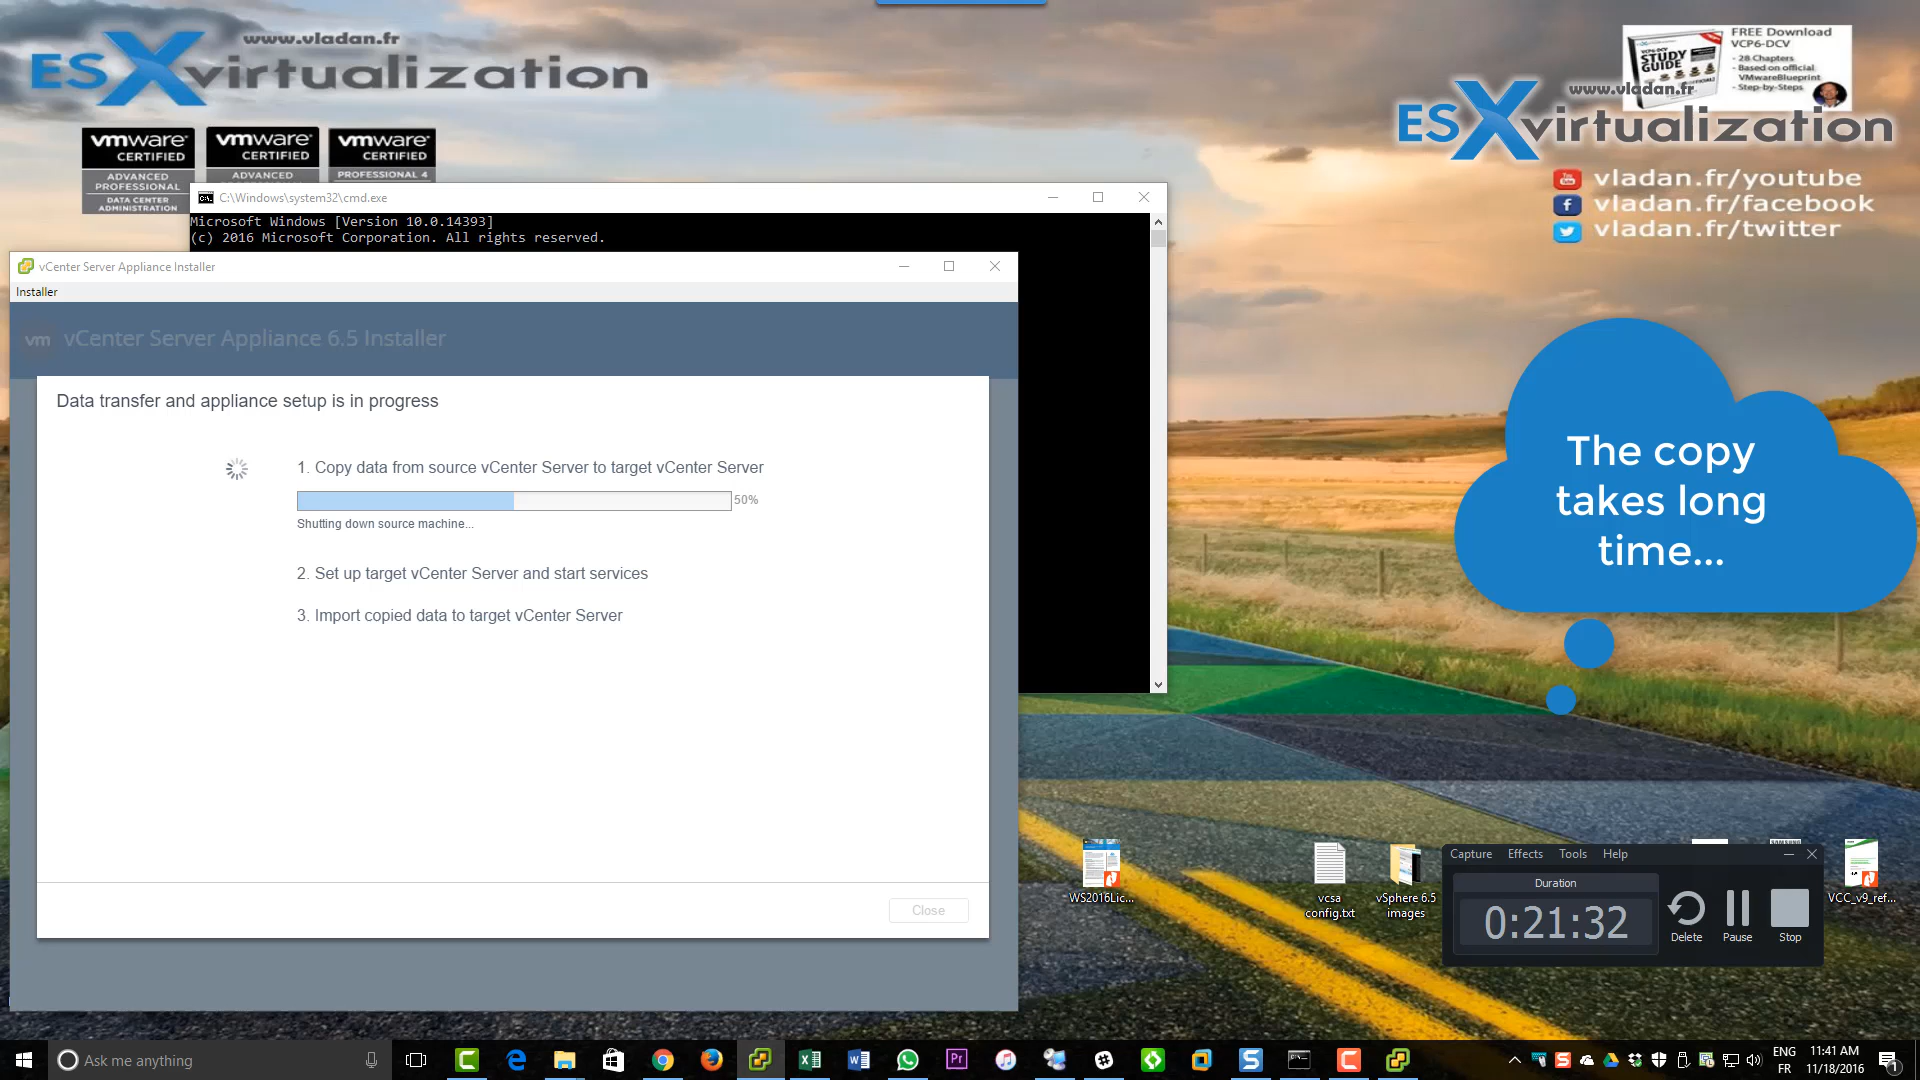 www.vladan.fr
ESXvirtualization
vmware®
CERTIFIED
ADVANCED
PROFESSIONAL
DATA CENTER
ADMINISTRATION
vmware®
CERTIFIED
ADVANCED
vmware®
CERTIFIED
PROFESSIONAL 4
STUDY
GUIDE
FREE Download
VCP6-DCV
- 28 Chapters
- Based on official
VMwareBlueprint
- Step-by-Steps
www.vladan.fr
ESXvirtualization
vladan.fr/youtube
vladan.fr/facebook
vladan.fr/twitter
C:\Windows\system32\cmd.exe
Microsoft Windows [Version 10.0.14393]
(c) 2016 Microsoft Corporation. All rights reserved.
vCenter Server Appliance Installer
Installer
vm vCenter Server Appliance 6.5 Installer
Data transfer and appliance setup is in progress
1. Copy data from source vCenter Server to target vCenter Server
50%
Shutting down source machine...
2. Set up target vCenter Server and start services
3. Import copied data to target vCenter Server
Close
The copy
takes long
time...
WS2016Lic...
vcsa
config.txt
vSphere 6.5
images
VCC_v9_ref...
Capture Effects Tools Help
Duration
0:21:32
Delete
Pause
Stop
Ask me anything
ENG
FR
11:41 AM
11/18/2016
1